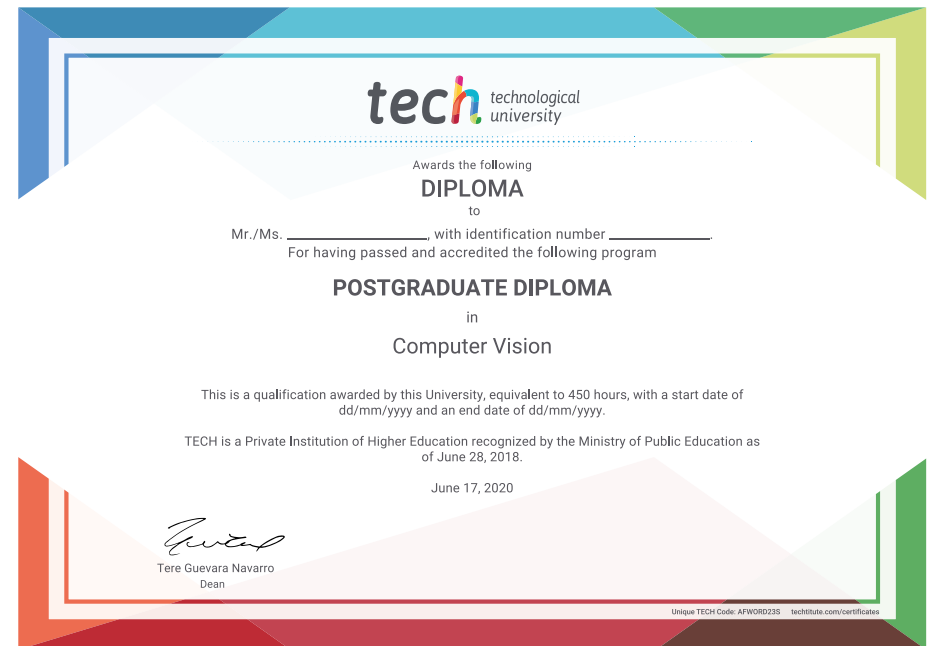 tech technological
university
Awards the following
DIPLOMA
to
Mr./Ms. ____________________, with identification number ______________.
For having passed and accredited the following program
POSTGRADUATE DIPLOMA
in
Computer Vision
This is a qualification awarded by this University, equivalent to 450 hours, with a start date of
dd/mm/yyyy and an end date of dd/mm/yyyy.
TECH is a Private Institution of Higher Education recognized by the Ministry of Public Education as
of June 28, 2018.
June 17, 2020
Tere Guevara Navarro
Dean
Unique TECH Code: AFWORD23S techtitute.com/certificates